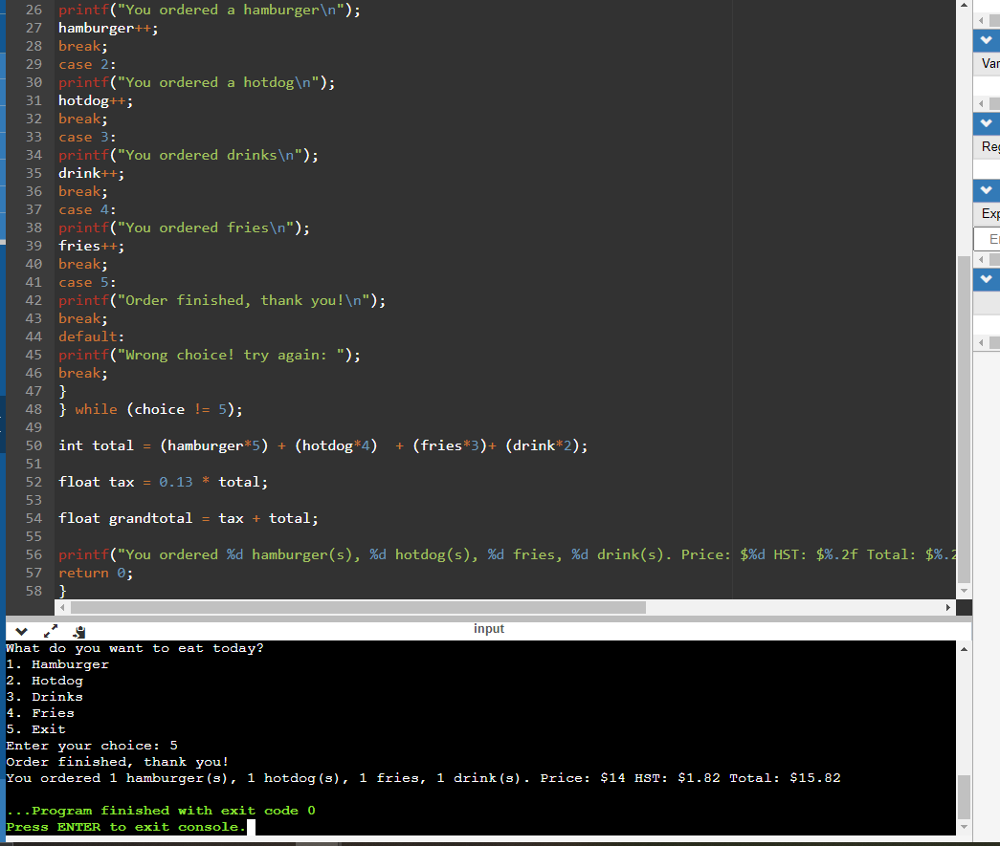 26 printf("You ordered a hamburger\n");
27 hamburger++;
28 break;
29 case 2:
30 printf("You ordered a hotdog\n");
31 hotdog++;
32 break;
33 case 3:
34 printf("You ordered drinks\n");
35 drink++;
36 break;
37 case 4:
38 printf("You ordered fries\n");
39 fries++;
40 break;
41 case 5:
42 printf("Order finished, thank you!\n");
43 break;
44 default:
45 printf("Wrong choice! try again: ");
46 break;
47 }
48 } while (choice != 5);
49
50 int total = (hamburger*5) + (hotdog*4)  + (fries*3)+ (drink*2);
51
52 float tax = 0.13 * total;
53
54 float grandtotal = tax + total;
55
56 printf("You ordered %d hamburger(s), %d hotdog(s), %d fries, %d drink(s). Price: $%d HST: $%.2f Total: $%.2
57 return 0;
58 }
Var
Reg
Exp
input
What do you want to eat today?
1. Hamburger
2. Hotdog
3. Drinks
4. Fries
5. Exit
Enter your choice: 5
Order finished, thank you!
You ordered 1 hamburger(s), 1 hotdog(s), 1 fries, 1 drink(s). Price: $14 HST: $1.82 Total: $15.82
...Program finished with exit code 0
Press ENTER to exit console.